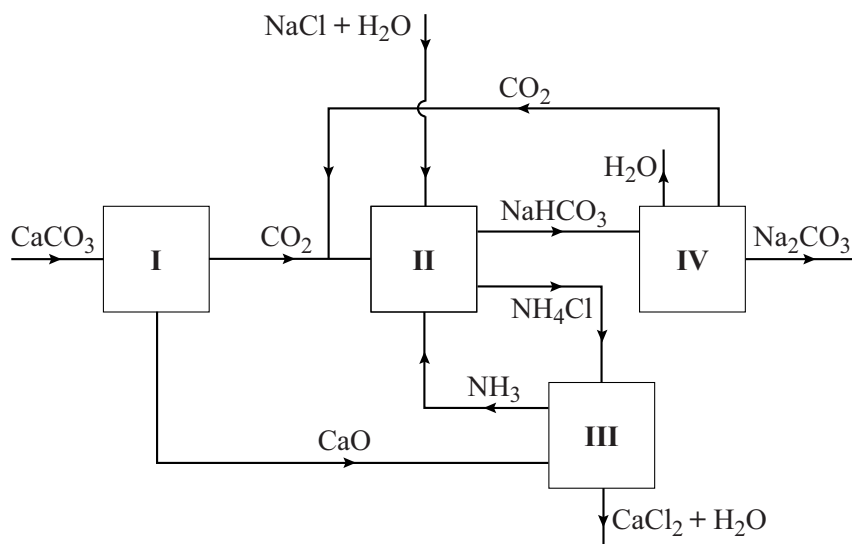 NaCl + H₂O
CO₂
H₂O
NaHCO₃
CaCO₃
I
CO₂
II
IV
Na₂CO₃
NH₄Cl
NH₃
III
CaO
CaCl₂ + H₂O